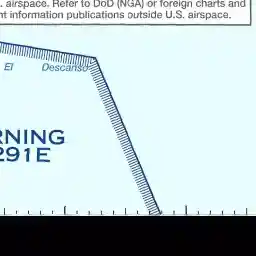 . airspace. Refer to DoD (NGA) or foreign charts and
nt information publications outside U.S. airspace.
El Descanso
RNING
291E